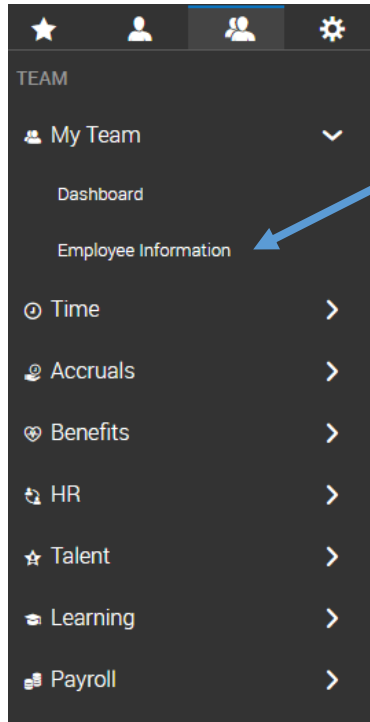 TEAM
My Team
Dashboard
Employee Information
Time
Accruals
Benefits
HR
Talent
Learning
Payroll